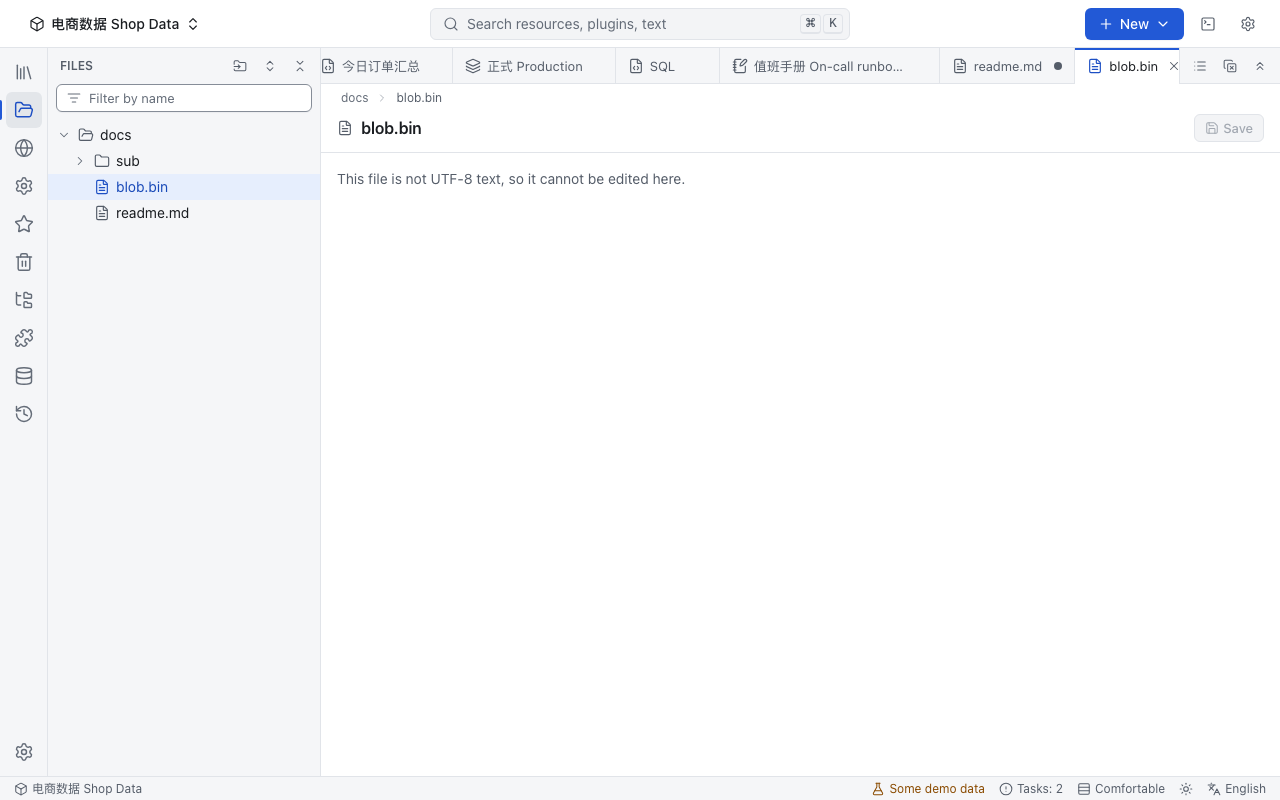 电商数据 Shop Data
Search resources, plugins, text
⌘ K
New
FILES
今日订单汇总
正式 Production
SQL
值班手册 On-call runbo...
readme.md
blob.bin
Filter by name
docs
sub
blob.bin
readme.md
docs
blob.bin
blob.bin
Save
This file is not UTF-8 text, so it cannot be edited here.
电商数据 Shop Data
Some demo data
Tasks: 2
Comfortable
English